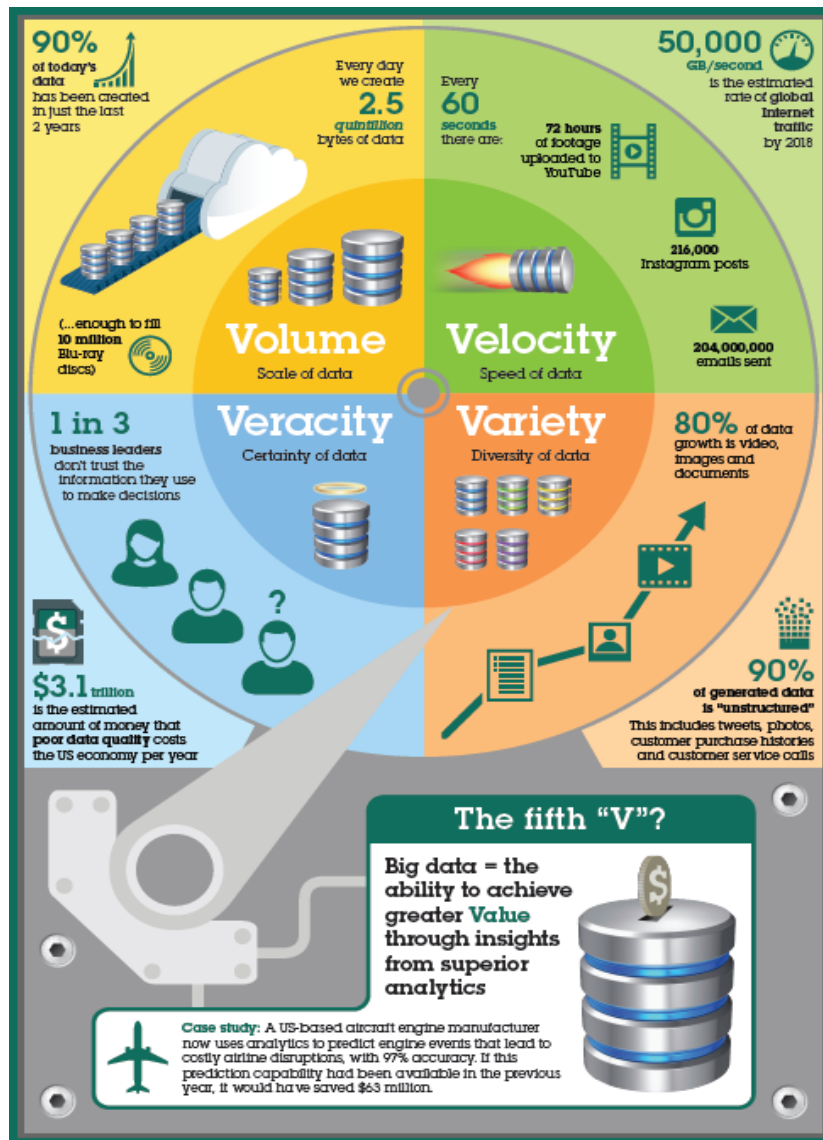 90%
of today's
data
has been created
in just the last
2 years
Every day
we create
2.5
quintillion
bytes of data
(...enough to fill
10 million
Blu-ray
discs)
Volume
Scale of data
Every
60
seconds
there are:
72 hours
of footage
uploaded to
YouTube
50,000
GB/second
is the estimated
rate of global
Internet
traffic
by 2018
216,000
Instagram posts
204,000,000
emails sent
Velocity
Speed of data
Veracity
Certainty of data
1 in 3
business leaders
don't trust the
information they use
to make decisions
?
$
$3.1 trillion
is the estimated
amount of money that
poor data quality costs
the US economy per year
Variety
Diversity of data
80% of data
growth is video,
images and
documents
90%
of generated data
is "unstructured"
This includes tweets, photos,
customer purchase histories
and customer service calls
The fifth "V"?
Big data = the
ability to achieve
greater Value
through insights
from superior
analytics
$
Case study: A US-based aircraft engine manufacturer
now uses analytics to predict engine events that lead to
costly airline disruptions, with 97% accuracy. If this
prediction capability had been available in the previous
year, it would have saved $63 million.